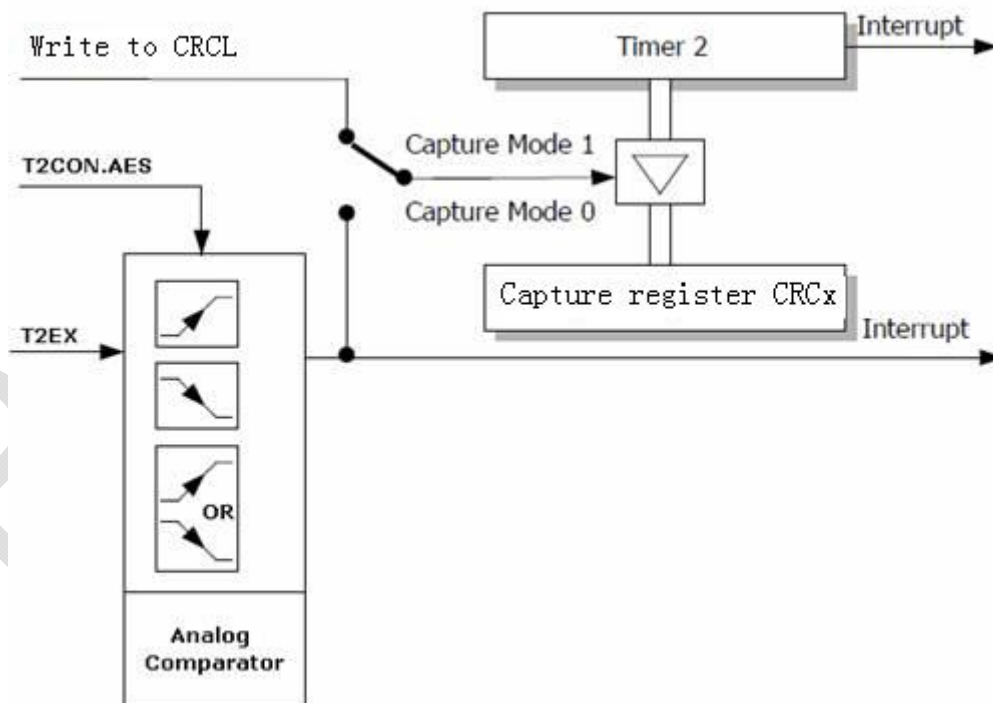 Write to CRCL
Timer 2
Interrupt
Capture Mode 1
T2CON.AES
Capture Mode 0
Capture register CRCx
Interrupt
T2EX
OR
Analog
Comparator